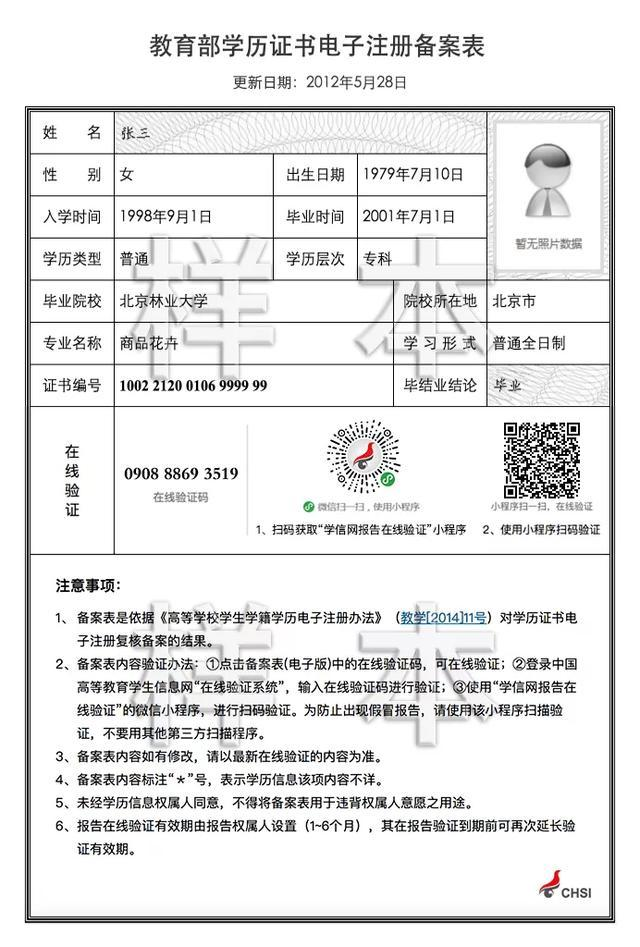 教育部学历证书电子注册备案表
更新日期：2012年5月28日
姓 名 张三
性 别 女 出生日期 1979年7月10日
入学时间 1998年9月1日 毕业时间 2001年7月1日
暂无照片数据
学历类型 普通 学历层次 专科
毕业院校 北京林业大学 院校所在地 北京市
专业名称 商品花卉 学习形式 普通全日制
证书编号 1002 2120 0106 9999 99 毕结业结论 毕业
样本
在线验证
0908 8869 3519
在线验证码
微信扫一扫，使用小程序
小程序扫一扫，在线验证
1、扫码获取“学信网报告在线验证”小程序
2、使用小程序扫码验证
注意事项：
1、备案表是依据《高等学校学生学籍学历电子注册办法》（教学[2014]11号）对学历证书电
子注册复核备案的结果。
2、备案表内容验证办法：①点击备案表(电子版)中的在线验证码，可在线验证；②登录中国
高等教育学生信息网“在线验证系统”，输入在线验证码进行验证；③使用“学信网报告在
线验证”的微信小程序，进行扫码验证。为防止出现假冒报告，请使用该小程序扫描验
证，不要用其他第三方扫描程序。
3、备案表内容如有修改，请以最新在线验证的内容为准。
4、备案表内容标注“＊”号，表示学历信息该项内容不详。
5、未经学历信息权属人同意，不得将备案表用于违背权属人意愿之用途。
6、报告在线验证有效期由报告权属人设置（1~6个月），其在报告验证到期前可再次延长验
证有效期。
样本
CHSI